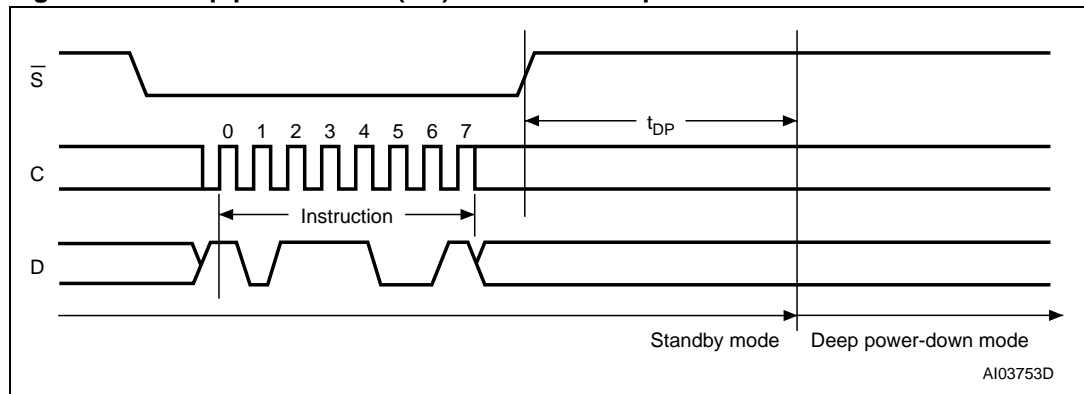 S̅
t_DP
0 1 2 3 4 5 6 7
C
Instruction
D
Standby mode Deep power-down mode
AI03753D